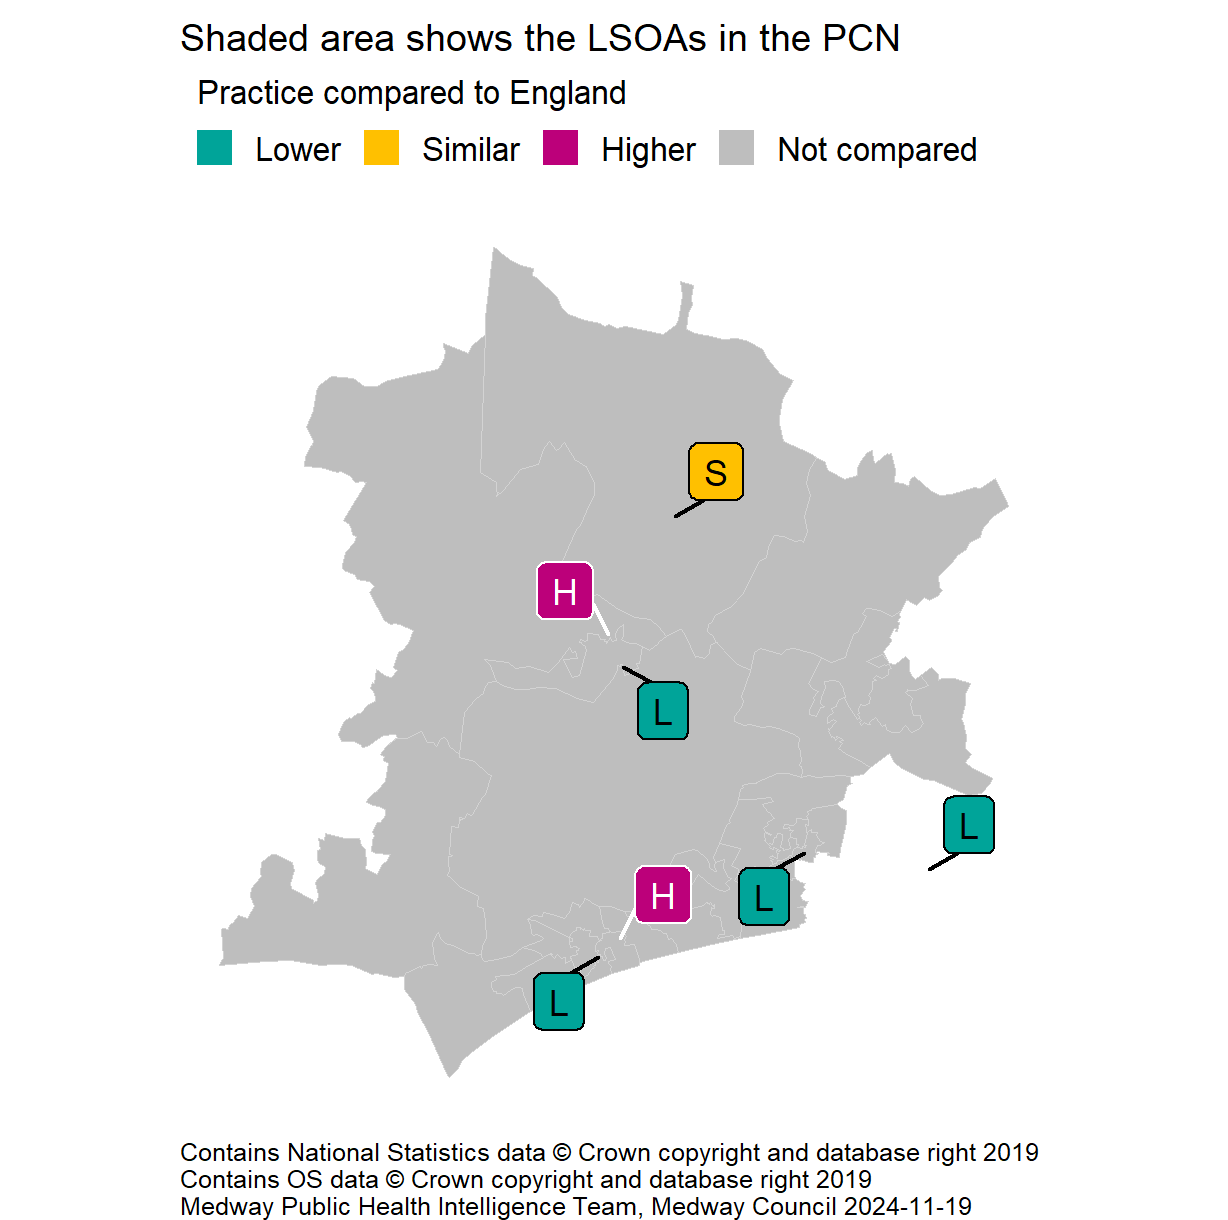 Shaded area shows the LSOAs in the PCN
Practice compared to England
Lower Similar Higher Not compared
S
H
L
L
H
L
L
Contains National Statistics data © Crown copyright and database right 2019
Contains OS data © Crown copyright and database right 2019
Medway Public Health Intelligence Team, Medway Council 2024-11-19